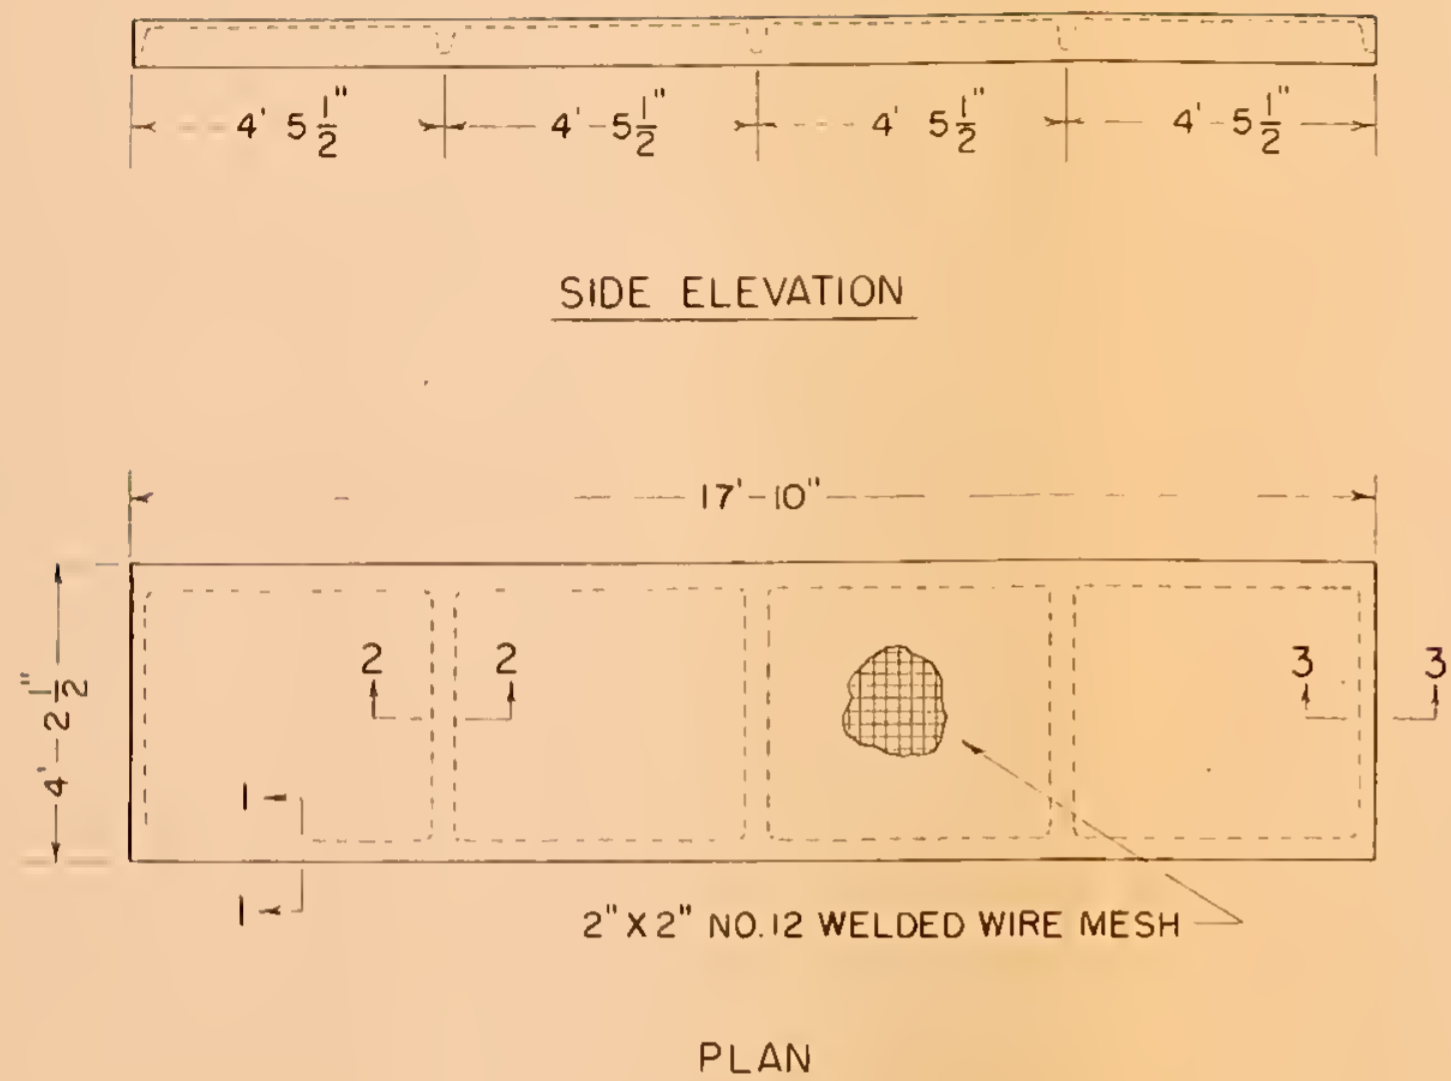 4' 5 1/2" 4'-5 1/2" 4' 5 1/2" 4'-5 1/2"
SIDE ELEVATION
17'-10"
4'-2 1/2"
2 2 3 3
1
1
2" X 2" NO. 12 WELDED WIRE MESH
PLAN